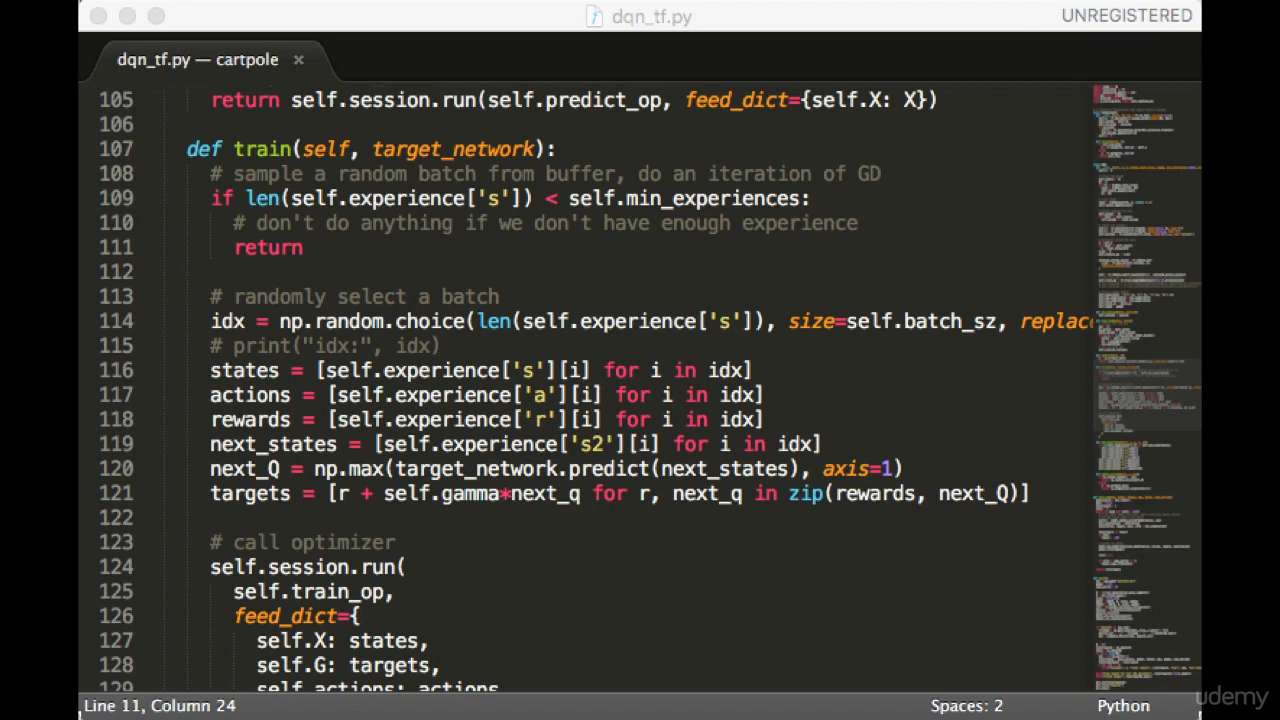 dqn_tf.py
UNREGISTERED
dqn_tf.py — cartpole ×
105 return self.session.run(self.predict_op, feed_dict={self.X: X})
106
107 def train(self, target_network):
108 # sample a random batch from buffer, do an iteration of GD
109 if len(self.experience['s']) < self.min_experiences:
110 # don't do anything if we don't have enough experience
111 return
112
113 # randomly select a batch
114 idx = np.random.choice(len(self.experience['s']), size=self.batch_sz, replac
115 # print("idx:", idx)
116 states = [self.experience['s'][i] for i in idx]
117 actions = [self.experience['a'][i] for i in idx]
118 rewards = [self.experience['r'][i] for i in idx]
119 next_states = [self.experience['s2'][i] for i in idx]
120 next_Q = np.max(target_network.predict(next_states), axis=1)
121 targets = [r + self.gamma*next_q for r, next_q in zip(rewards, next_Q)]
122
123 # call optimizer
124 self.session.run(
125 self.train_op,
126 feed_dict={
127 self.X: states,
128 self.G: targets,
129 self.actions: actions
Line 11, Column 24
Spaces: 2
Python
udemy